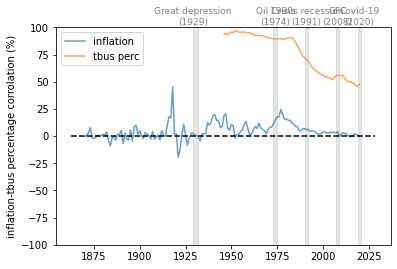 Great depression
(1929)
Oil Crisis
(1974)
1990s recession
(1991)
GFC
(2008)
Covid-19
(2020)
inflation
tbus perc
inflation-tbus percentage corrolation (%)
100
75
50
25
0
−25
−50
−75
−100
1875 1900 1925 1950 1975 2000 2025